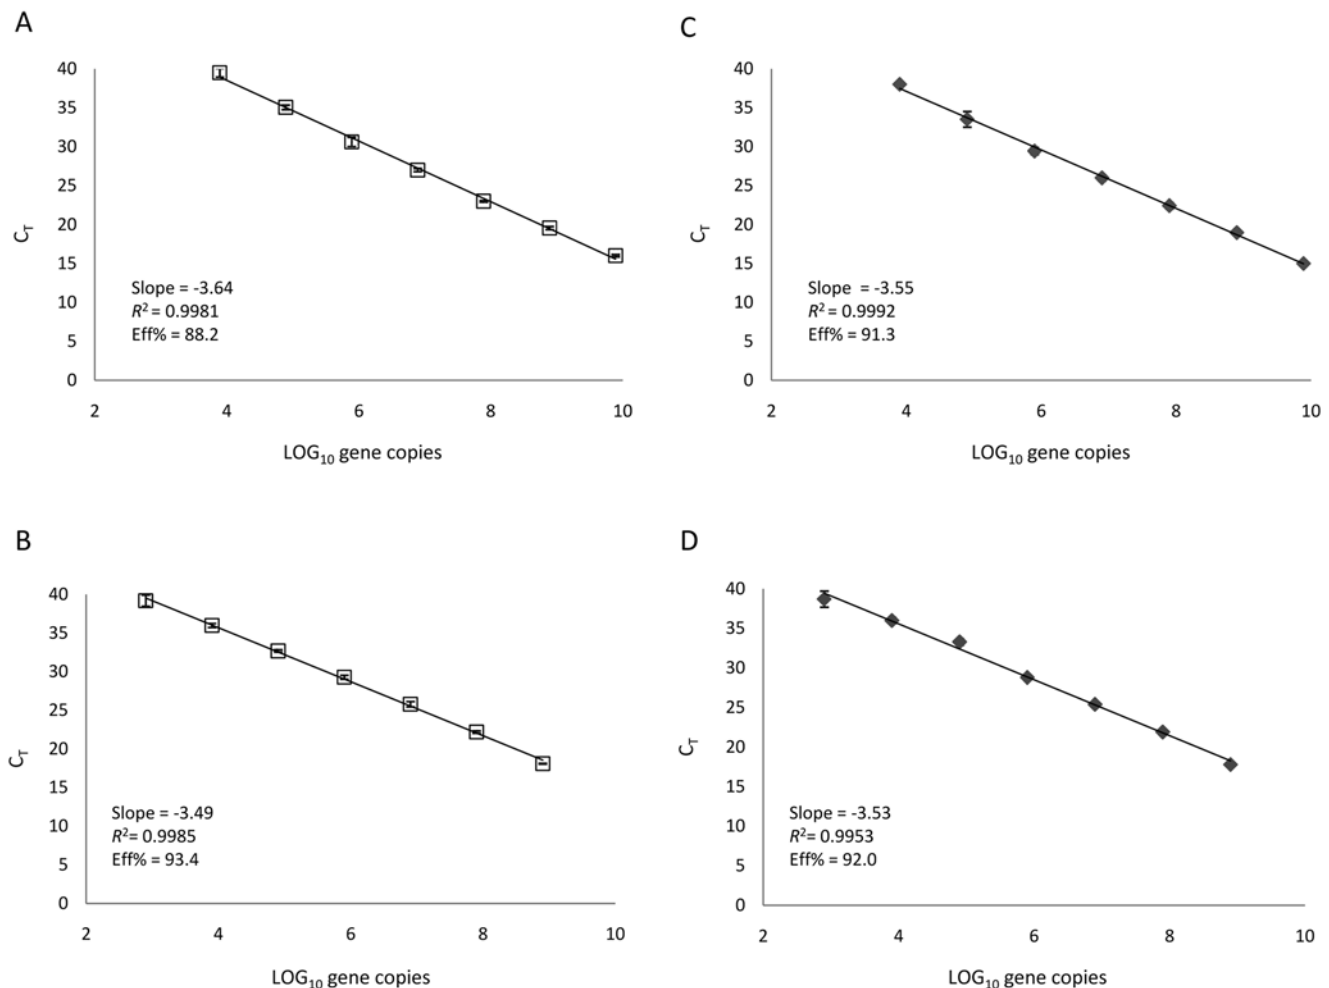 A
40
35
30
25
20
15
10
5
0
C_T
Slope = -3.64
R² = 0.9981
Eff% = 88.2
2 4 6 8 10
LOG₁₀ gene copies
C
40
35
30
25
20
15
10
5
0
C_T
Slope = -3.55
R² = 0.9992
Eff% = 91.3
2 4 6 8 10
LOG₁₀ gene copies
B
40
35
30
25
20
15
10
5
0
C_T
Slope = -3.49
R²= 0.9985
Eff% = 93.4
2 4 6 8 10
LOG₁₀ gene copies
D
40
35
30
25
20
15
10
5
0
C_T
Slope = -3.53
R²= 0.9953
Eff% = 92.0
2 4 6 8 10
LOG₁₀ gene copies